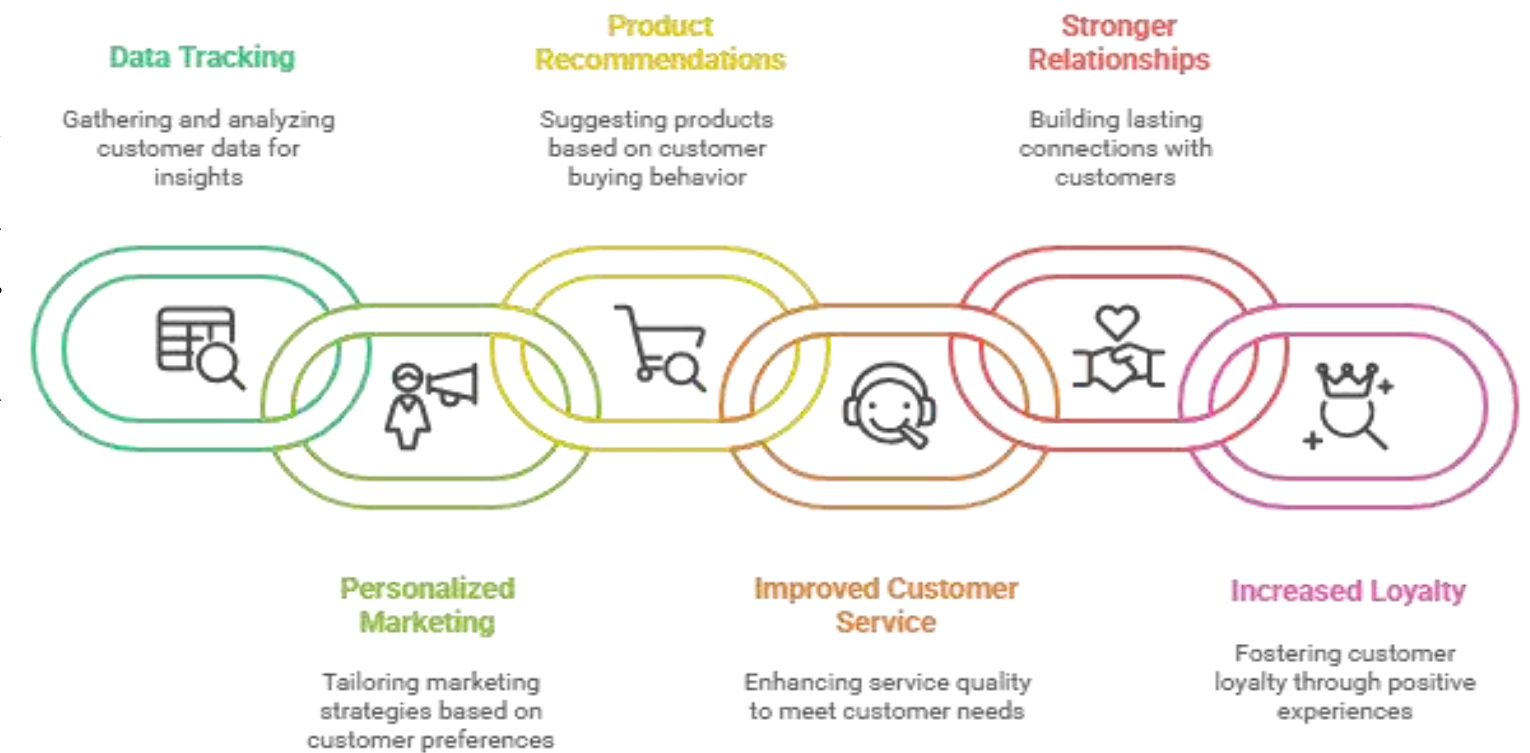 Data Tracking
Gathering and analyzing
customer data for
insights
Personalized
Marketing
Tailoring marketing
strategies based on
customer preferences
Product
Recommendations
Suggesting products
based on customer
buying behavior
Improved Customer
Service
Enhancing service quality
to meet customer needs
Stronger
Relationships
Building lasting
connections with
customers
Increased Loyalty
Fostering customer
loyalty through positive
experiences